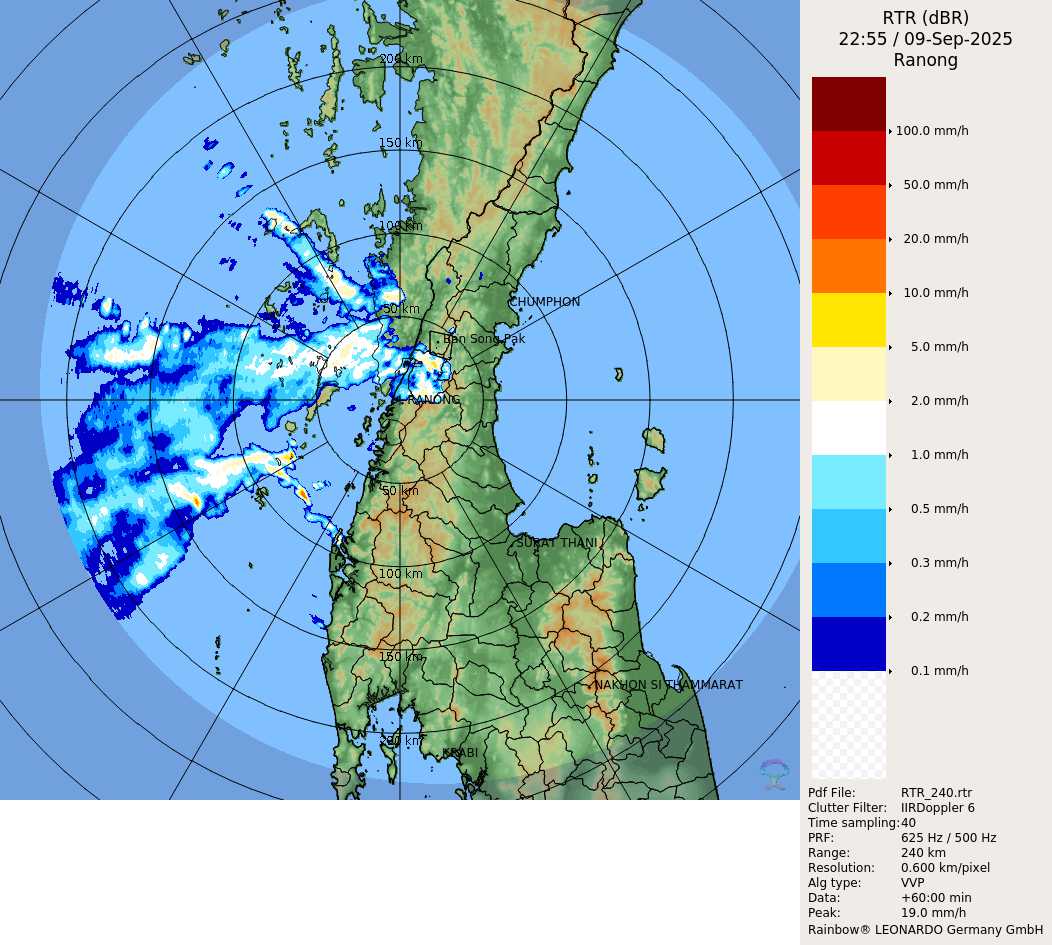 RTR (dBR)
22:55 / 09-Sep-2025
Ranong
200 km
150 km
100 km
50 km
CHUMPHON
Ban Song Pak
RANONG
50 km
SURAT THANI
100 km
150 km
NAKHON SI THAMMARAT
200 km
KRABI
100.0 mm/h
50.0 mm/h
20.0 mm/h
10.0 mm/h
5.0 mm/h
2.0 mm/h
1.0 mm/h
0.5 mm/h
0.3 mm/h
0.2 mm/h
0.1 mm/h
Pdf File: RTR_240.rtr
Clutter Filter: IIRDoppler 6
Time sampling:40
PRF: 625 Hz / 500 Hz
Range: 240 km
Resolution: 0.600 km/pixel
Alg type: VVP
Data: +60:00 min
Peak: 19.0 mm/h
Rainbow® LEONARDO Germany GmbH